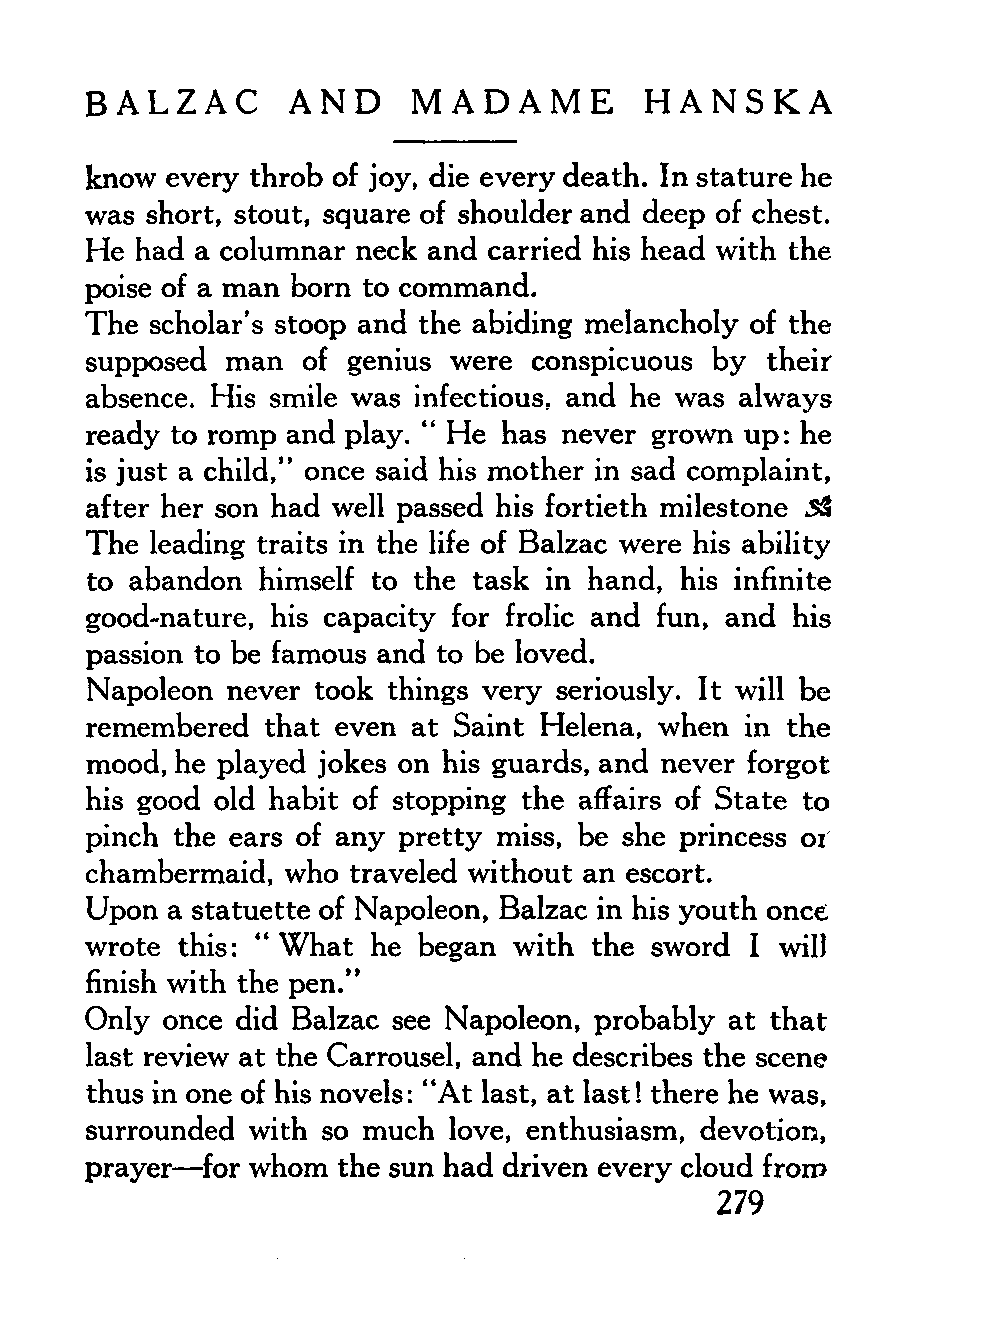 BALZAC AND MADAME HANSKA
know every throb of joy, die every death. In stature he
was short, stout, square of shoulder and deep of chest.
He had a columnar neck and carried his head with the
poise of a man born to command.
The scholar's stoop and the abiding melancholy of the
supposed man of genius were conspicuous by their
absence. His smile was infectious, and he was always
ready to romp and play. " He has never grown up: he
is just a child," once said his mother in sad complaint,
after her son had well passed his fortieth milestone
The leading traits in the life of Balzac were his ability
to abandon himself to the task in hand, his infinite
good-nature, his capacity for frolic and fun, and his
passion to be famous and to be loved.
Napoleon never took things very seriously. It will be
remembered that even at Saint Helena, when in the
mood, he played jokes on his guards, and never forgot
his good old habit of stopping the affairs of State to
pinch the ears of any pretty miss, be she princess or
chambermaid, who traveled without an escort.
Upon a statuette of Napoleon, Balzac in his youth once
wrote this: " What he began with the sword I will
finish with the pen."
Only once did Balzac see Napoleon, probably at that
last review at the Carrousel, and he describes the scene
thus in one of his novels: "At last, at last! there he was,
surrounded with so much love, enthusiasm, devotion,
prayer—for whom the sun had driven every cloud from
279